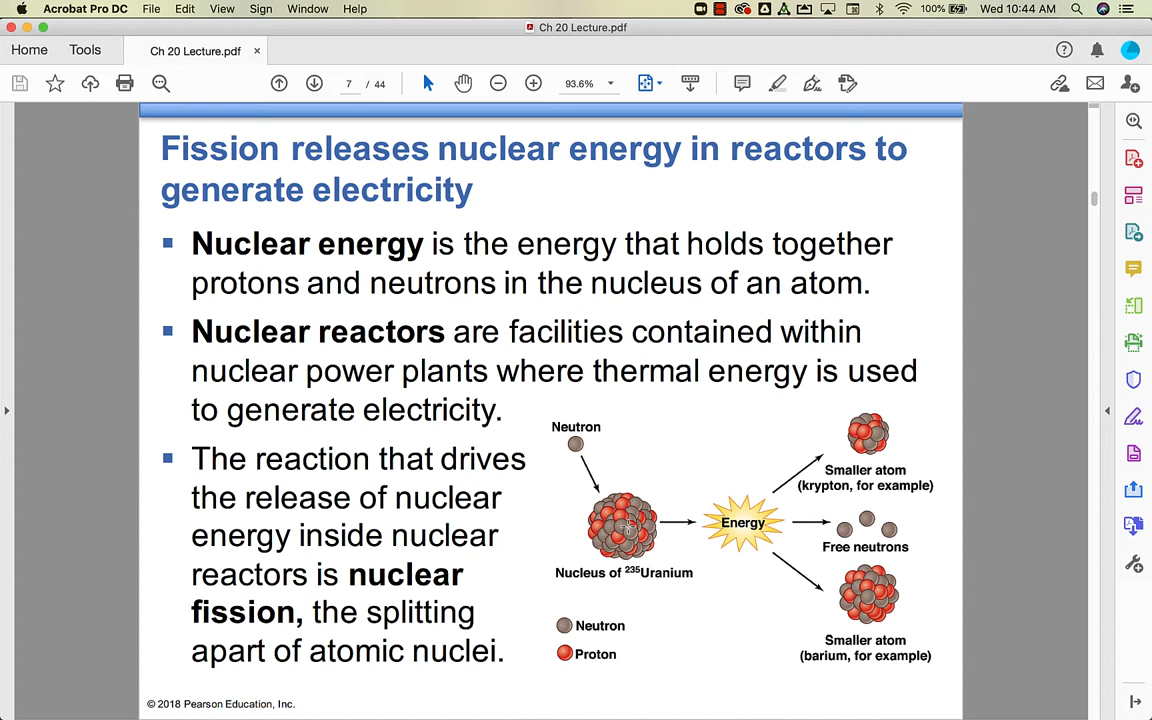 Acrobat Pro DC File Edit View Sign Window Help 100% Wed 10:44 AM
Ch 20 Lecture.pdf
Home Tools Ch 20 Lecture.pdf ×
7 / 44 93.6%
Fission releases nuclear energy in reactors to
generate electricity
Nuclear energy is the energy that holds together
protons and neutrons in the nucleus of an atom.
Nuclear reactors are facilities contained within
nuclear power plants where thermal energy is used
to generate electricity.
The reaction that drives
the release of nuclear
energy inside nuclear
reactors is nuclear
fission, the splitting
apart of atomic nuclei.
Neutron
Nucleus of ²³⁵Uranium
Energy
Smaller atom
(krypton, for example)
Free neutrons
Smaller atom
(barium, for example)
Neutron
Proton
© 2018 Pearson Education, Inc.